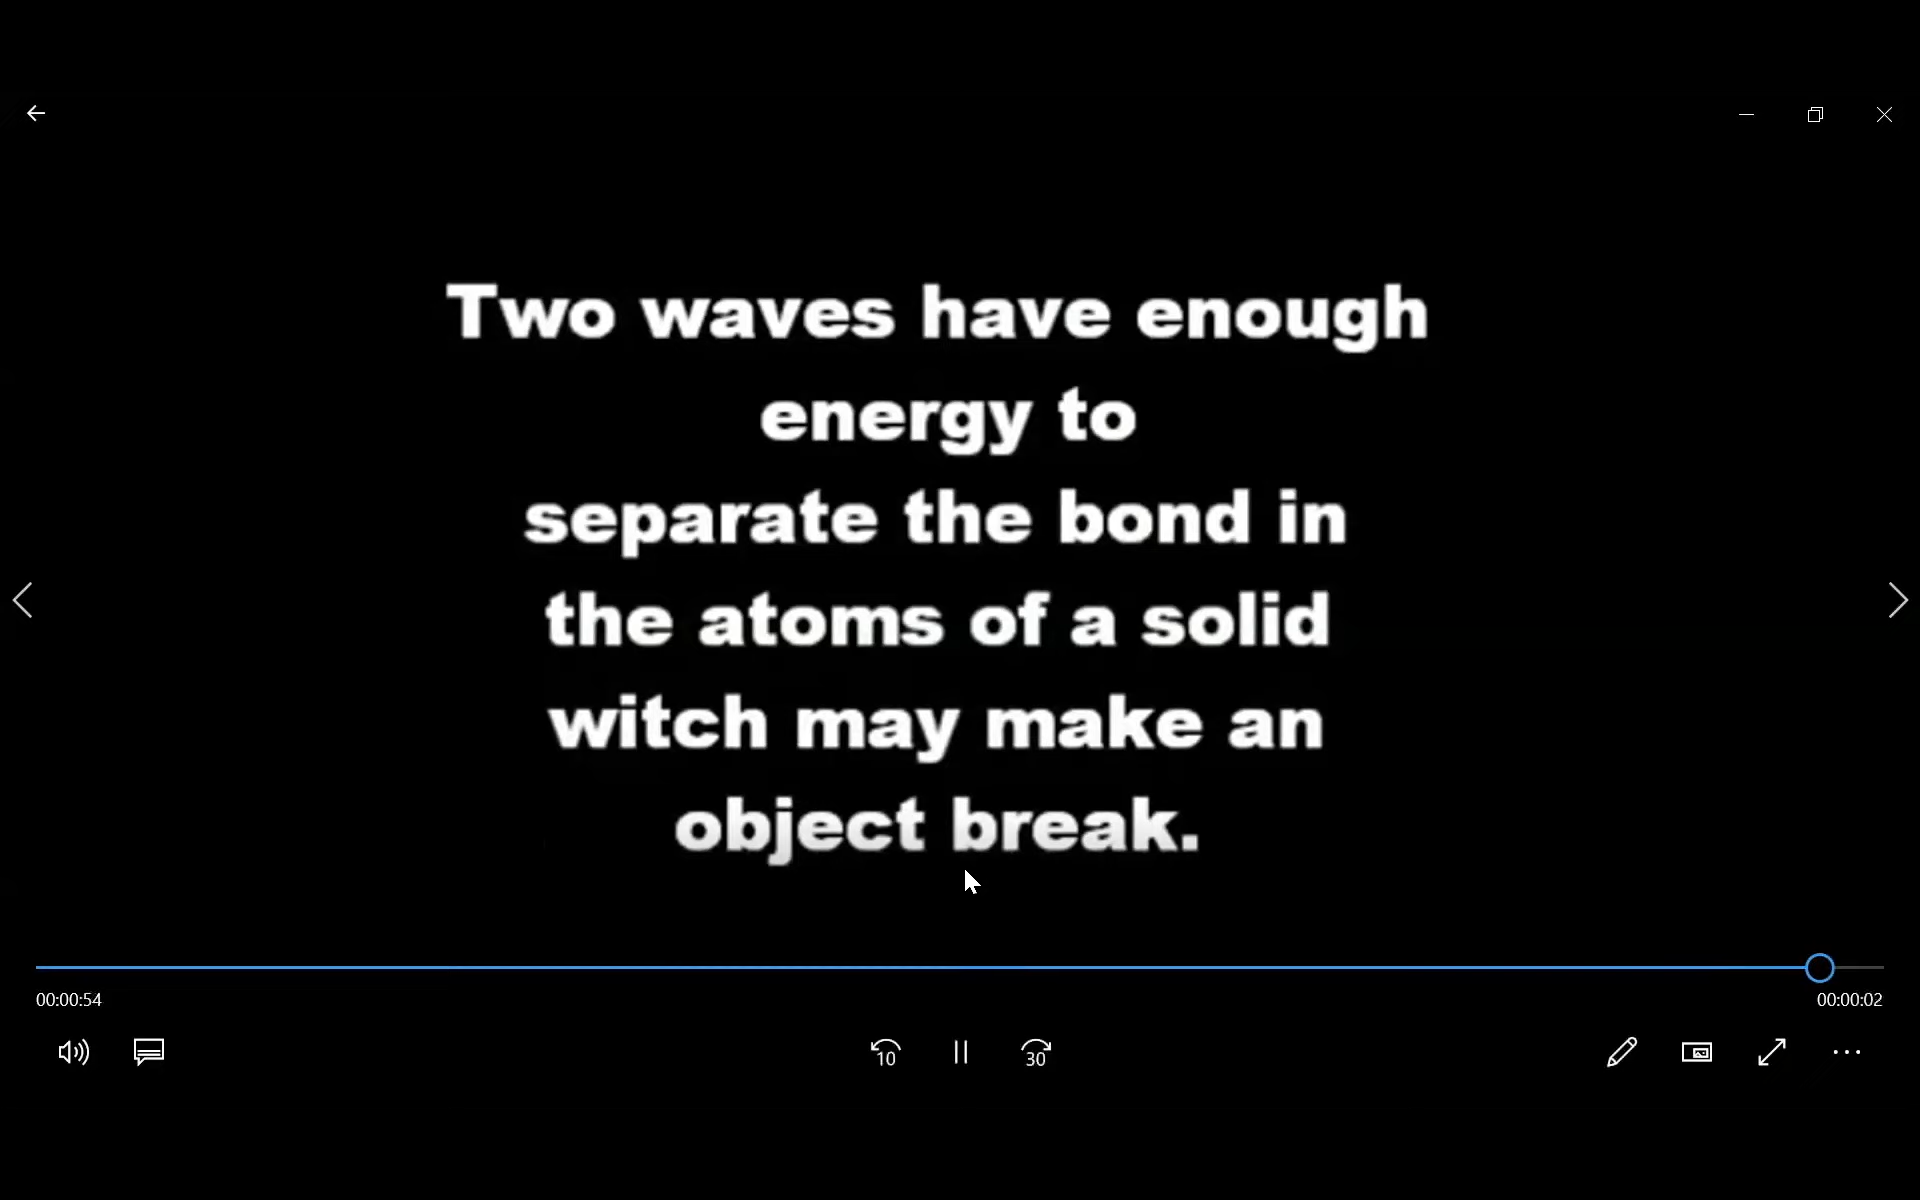 Two waves have enough
energy to
separate the bond in
the atoms of a solid
witch may make an
object break.
00:00:54
00:00:02
10
30